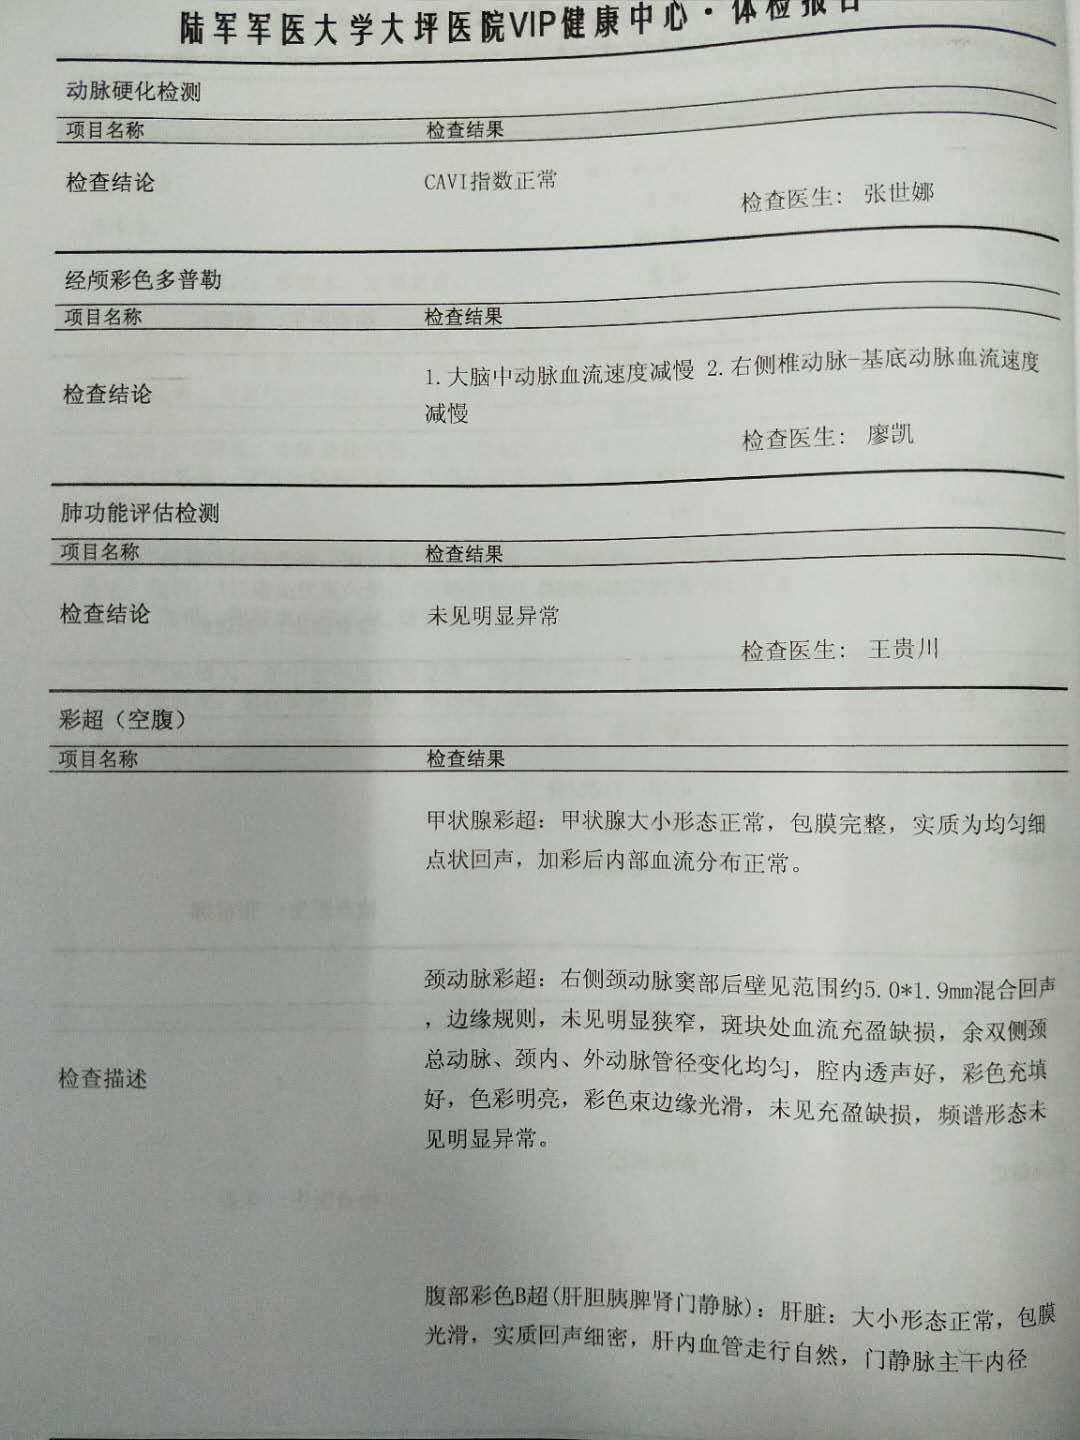 陆军军医大学大坪医院VIP健康中心·体检报告
动脉硬化检测
项目名称 检查结果
检查结论 CAVI指数正常
检查医生: 张世娜
经颅彩色多普勒
项目名称 检查结果
检查结论 1.大脑中动脉血流速度减慢 2.右侧椎动脉-基底动脉血流速度
减慢
检查医生: 廖凯
肺功能评估检测
项目名称 检查结果
检查结论 未见明显异常
检查医生: 王贵川
彩超（空腹）
项目名称 检查结果
甲状腺彩超: 甲状腺大小形态正常, 包膜完整, 实质为均匀细
点状回声, 加彩后内部血流分布正常。
颈动脉彩超: 右侧颈动脉窦部后壁见范围约5.0*1.9mm混合回声
, 边缘规则, 未见明显狭窄, 斑块处血流充盈缺损, 余双侧颈
总动脉、颈内、外动脉管径变化均匀, 腔内透声好, 彩色充填
检查描述
好, 色彩明亮, 彩色束边缘光滑, 未见充盈缺损, 频谱形态未
见明显异常。
腹部彩色B超(肝胆胰脾肾门静脉): 肝脏: 大小形态正常, 包膜
光滑, 实质回声细密, 肝内血管走行自然, 门静脉主干内径